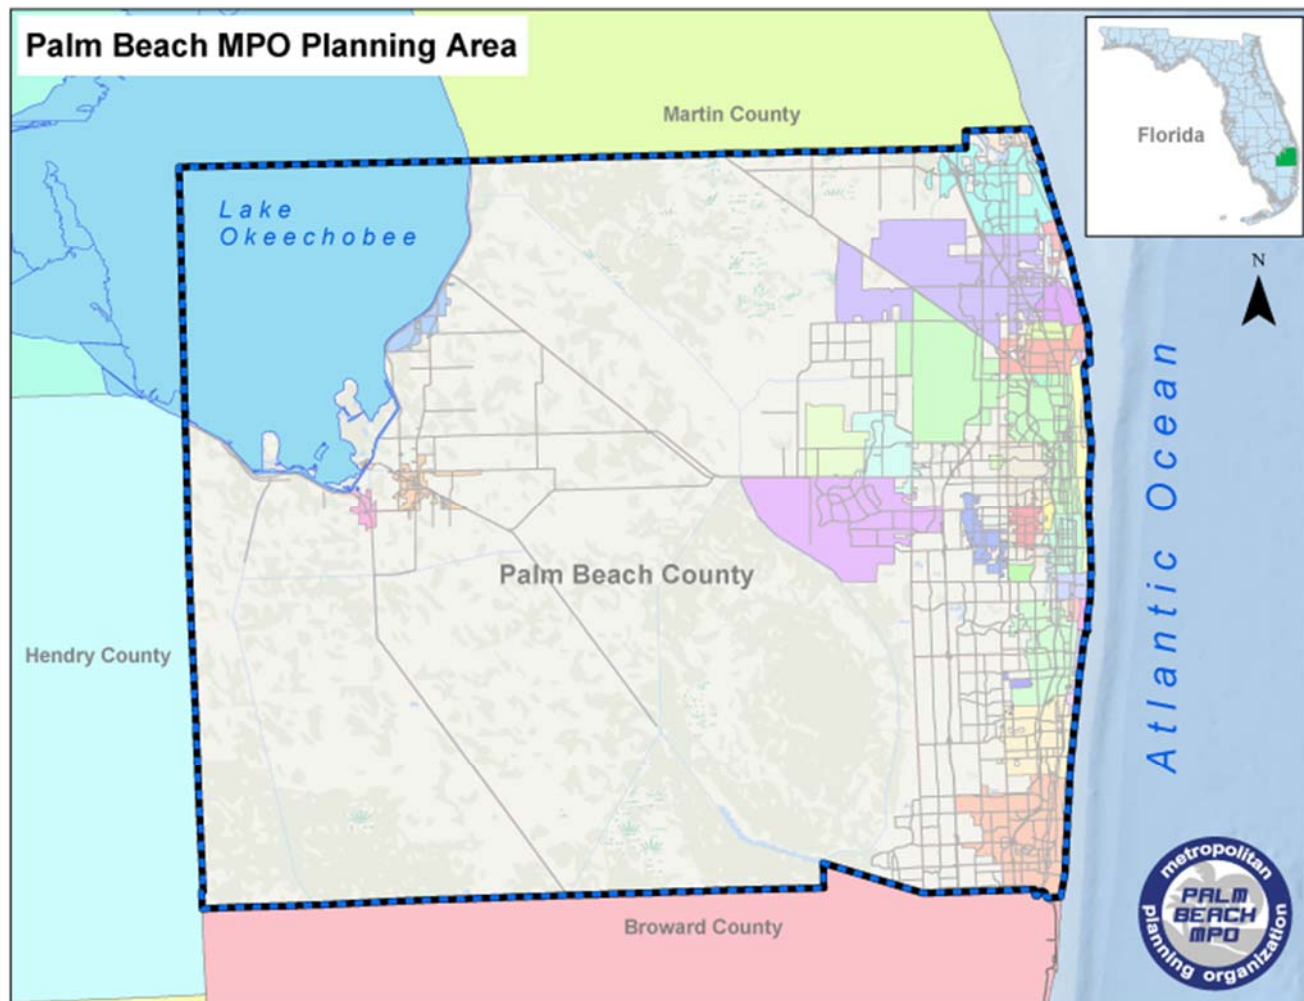 Palm Beach MPO Planning Area
Martin County
Florida
Lake
Okeechobee
N
Atlantic Ocean
Palm Beach County
Hendry County
Broward County
metropolitan
PALM
BEACH
MPO
planning organization